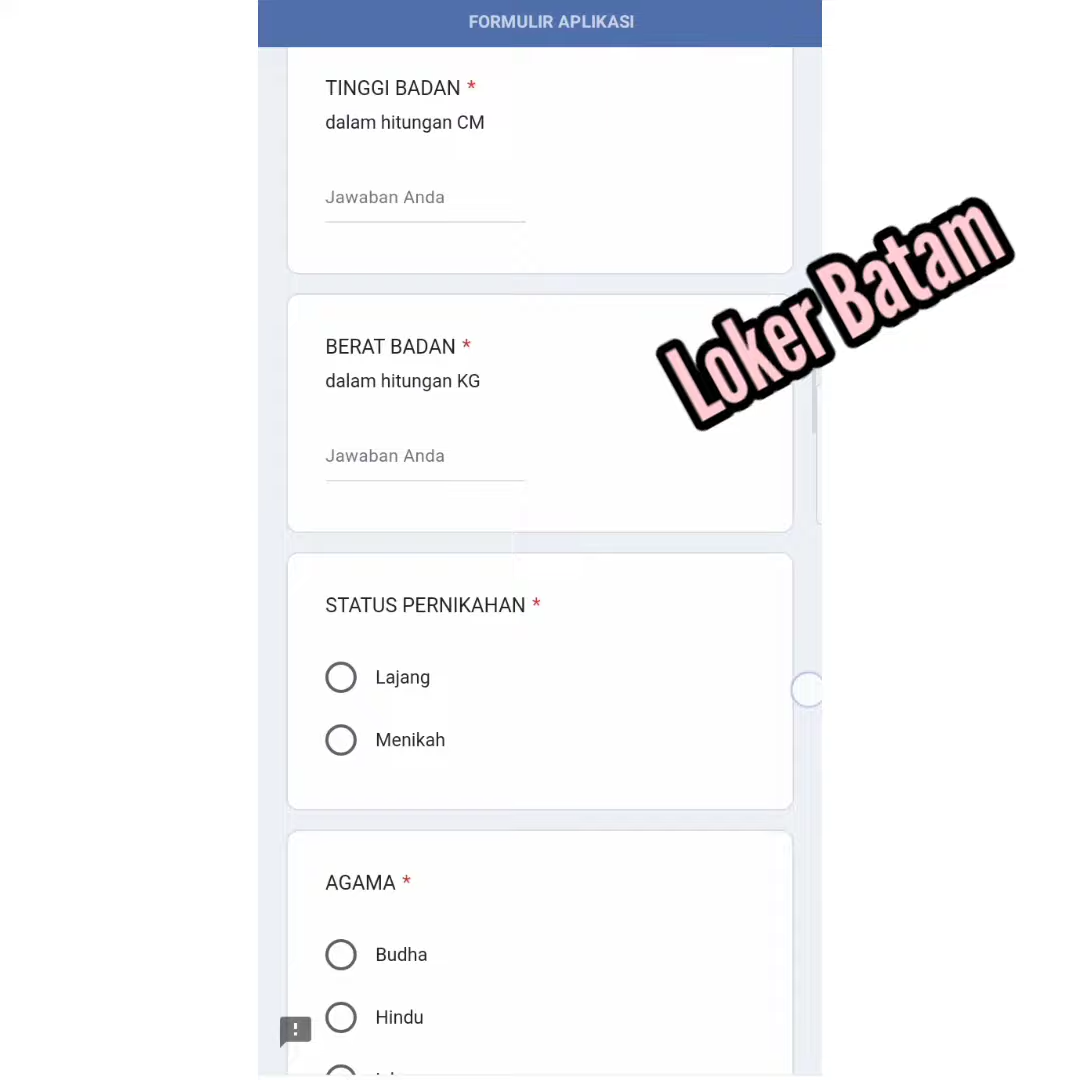 FORMULIR APLIKASI
TINGGI BADAN *
dalam hitungan CM
Jawaban Anda
Loker Batam
BERAT BADAN *
dalam hitungan KG
Jawaban Anda
STATUS PERNIKAHAN *
Lajang
Menikah
AGAMA *
Budha
Hindu